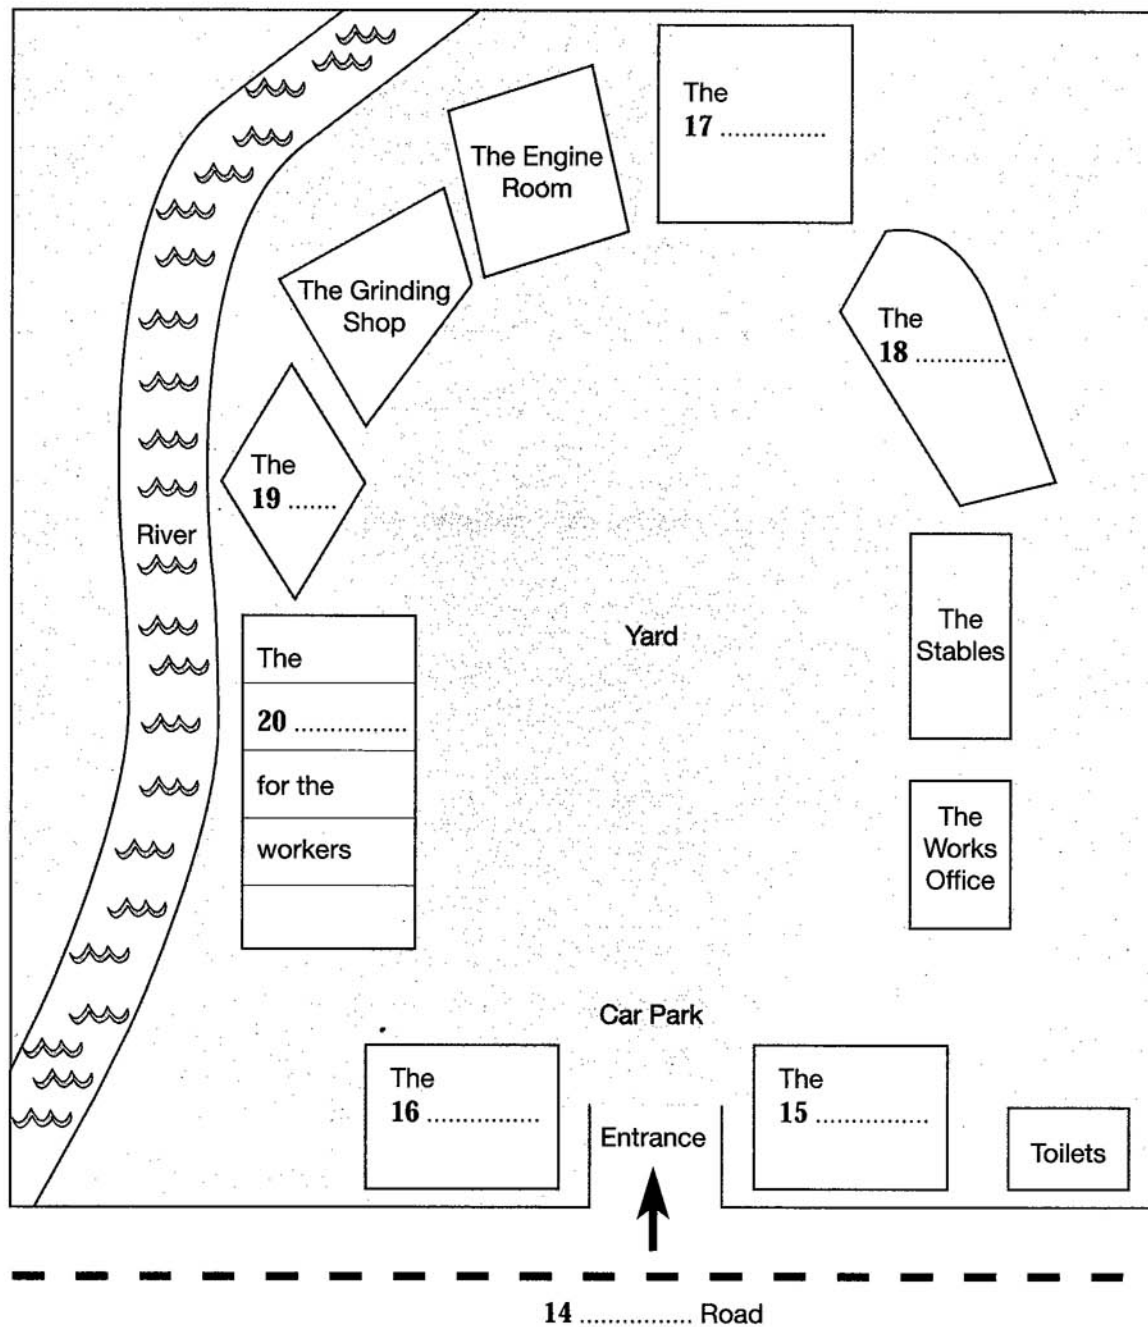 The
17 ................
The Engine
Room
The Grinding
Shop
The
18 ..............
The
19 .......
River
The
Stables
Yard
The
20 ................
for the
workers
The
Works
Office
Car Park
The
16 ................
Entrance
The
15 ................
Toilets
14 ................ Road